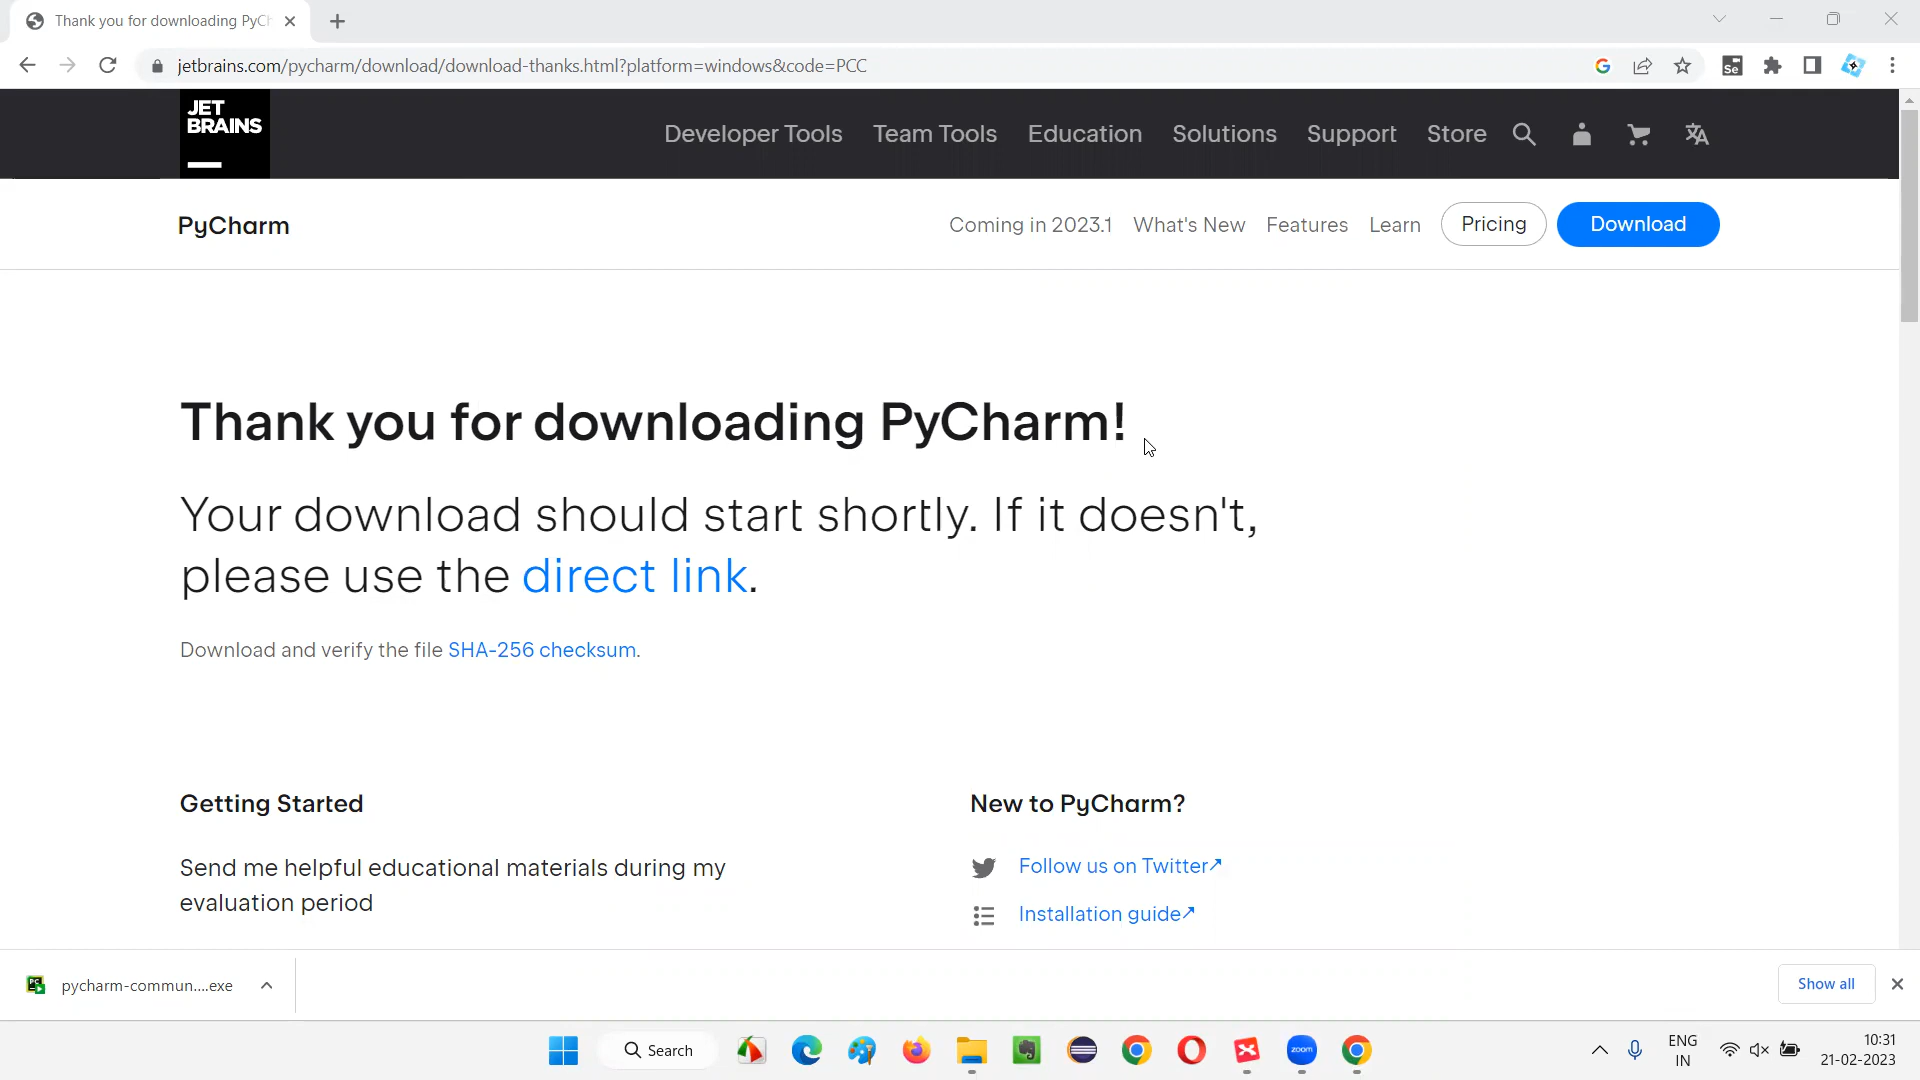 Thank you for downloading PyCh
jetbrains.com/pycharm/download/download-thanks.html?platform=windows&code=PCC
Se
JET
BRAINS
Developer Tools Team Tools Education Solutions Support Store
PyCharm
Coming in 2023.1 What's New Features Learn Pricing Download
Thank you for downloading PyCharm!
Your download should start shortly. If it doesn't,
please use the direct link.
Download and verify the file SHA-256 checksum.
Getting Started
New to PyCharm?
Send me helpful educational materials during my
evaluation period
Follow us on Twitter↗
Installation guide↗
PC
pycharm-commun....exe
Show all
Search
zoom
ENG
IN
10:31
21-02-2023